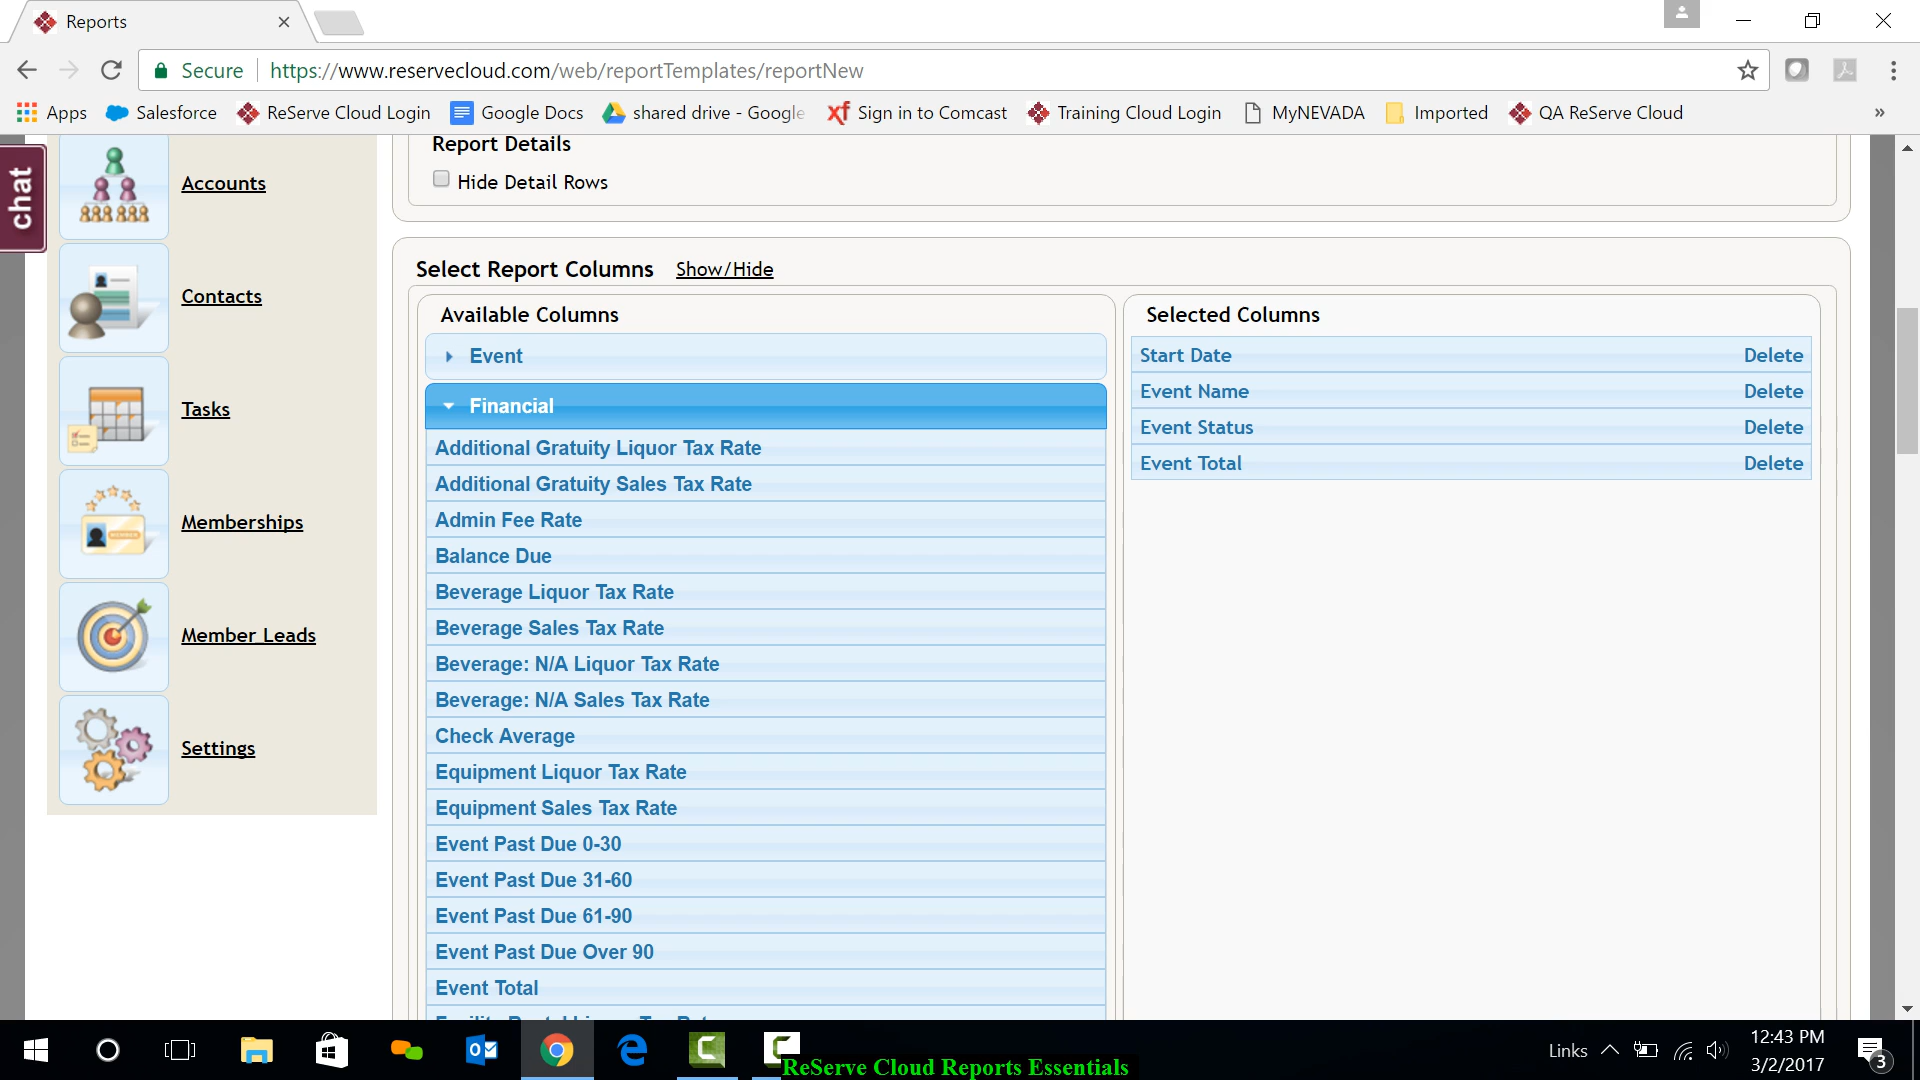 Reports
Secure
https://www.reservecloud.com/web/reportTemplates/reportNew
Apps Salesforce ReServe Cloud Login Google Docs shared drive - Google Sign in to Comcast Training Cloud Login MyNEVADA Imported QA ReServe Cloud »
chat
Accounts
Contacts
Tasks
Memberships
Member Leads
Settings
Report Details
Hide Detail Rows
Select Report Columns Show/Hide
Available Columns
Event
Financial
Additional Gratuity Liquor Tax Rate
Additional Gratuity Sales Tax Rate
Admin Fee Rate
Balance Due
Beverage Liquor Tax Rate
Beverage Sales Tax Rate
Beverage: N/A Liquor Tax Rate
Beverage: N/A Sales Tax Rate
Check Average
Equipment Liquor Tax Rate
Equipment Sales Tax Rate
Event Past Due 0-30
Event Past Due 31-60
Event Past Due 61-90
Event Past Due Over 90
Event Total
Selected Columns
Start Date Delete
Event Name Delete
Event Status Delete
Event Total Delete
ReServe Cloud Reports Essentials
Links
12:43 PM
3/2/2017
3